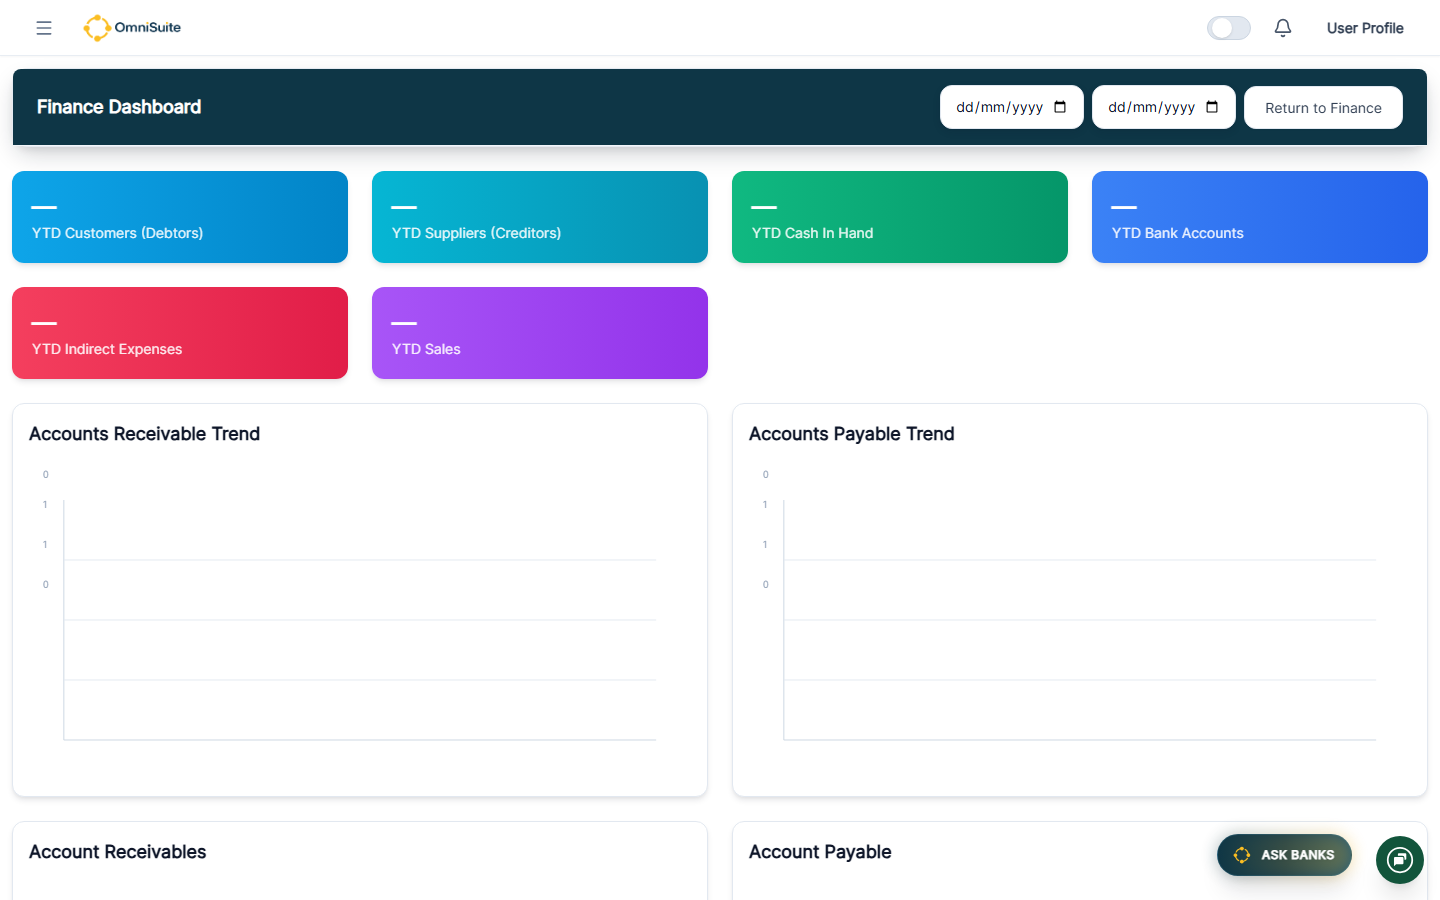 OmniSuite
User Profile
Finance Dashboard
dd/mm/yyyy
dd/mm/yyyy
Return to Finance
—
YTD Customers (Debtors)
—
YTD Suppliers (Creditors)
—
YTD Cash In Hand
—
YTD Bank Accounts
—
YTD Indirect Expenses
—
YTD Sales
Accounts Receivable Trend
0
1
1
0
Accounts Payable Trend
0
1
1
0
Account Receivables
Account Payable
ASK BANKS